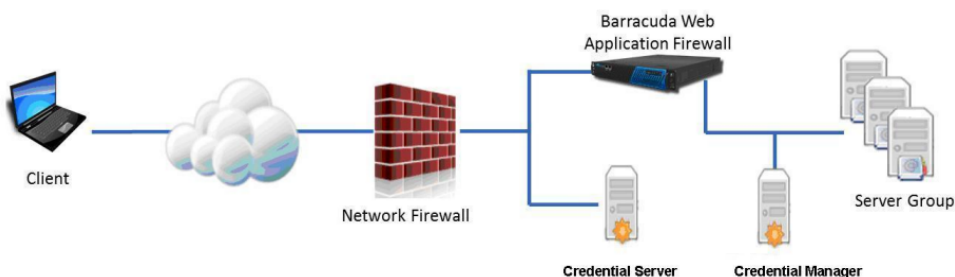 Barracuda Web
Application Firewall
Client
Network Firewall
Server Group
Credential Server
Credential Manager